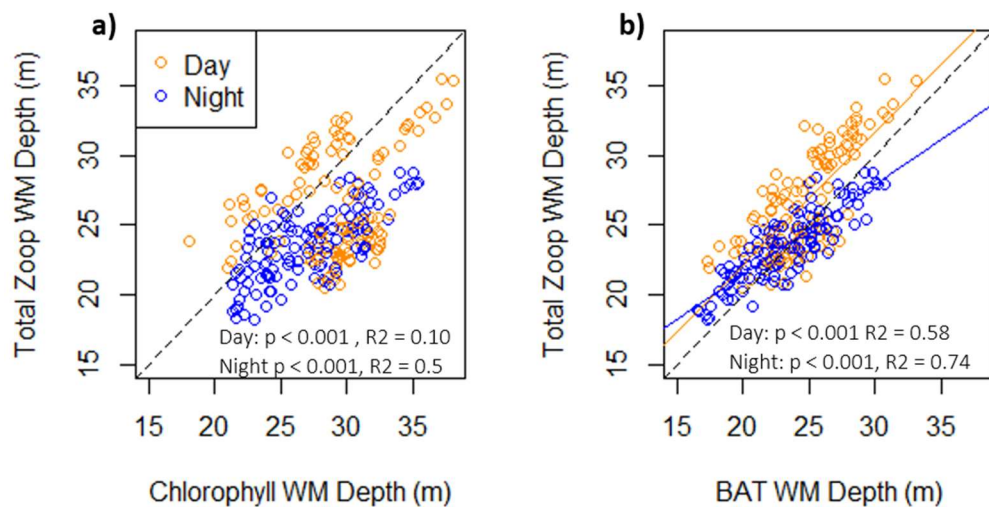 a)
Day
Night
Total Zoop WM Depth (m)
35
30
25
20
15
Day: p < 0.001 , R2 = 0.10
Night p < 0.001, R2 = 0.5
15 20 25 30 35
Chlorophyll WM Depth (m)
b)
Total Zoop WM Depth (m)
35
30
25
20
15
Day: p < 0.001 R2 = 0.58
Night: p < 0.001, R2 = 0.74
15 20 25 30 35
BAT WM Depth (m)